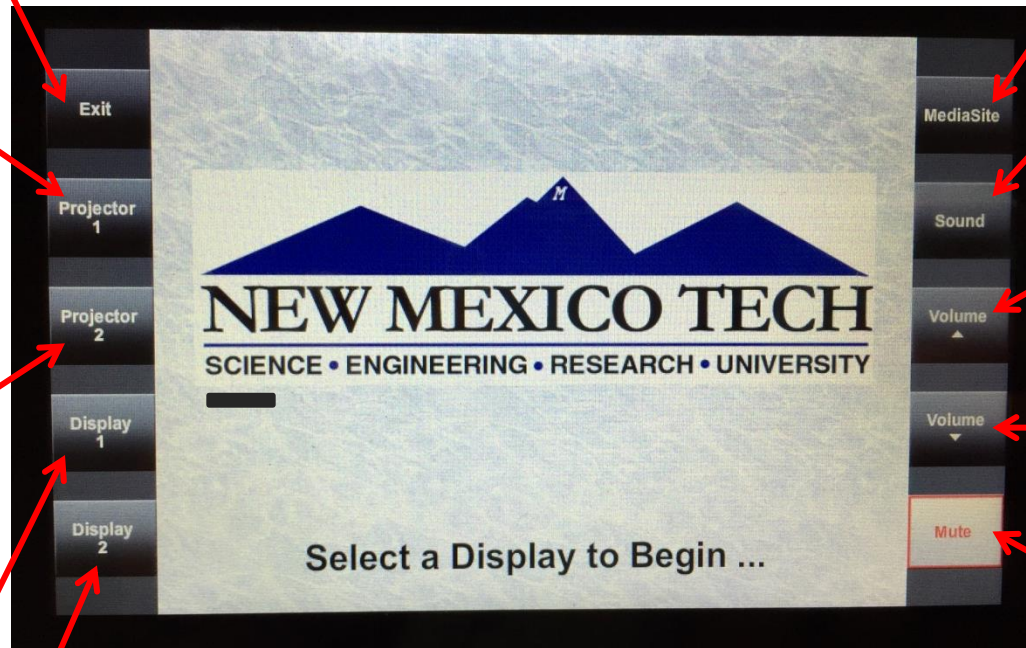 Exit
Projector
1
Projector
2
Display
1
Display
2
M
NEW MEXICO TECH
SCIENCE • ENGINEERING • RESEARCH • UNIVERSITY
Select a Display to Begin ...
MediaSite
Sound
Volume
Volume
Mute